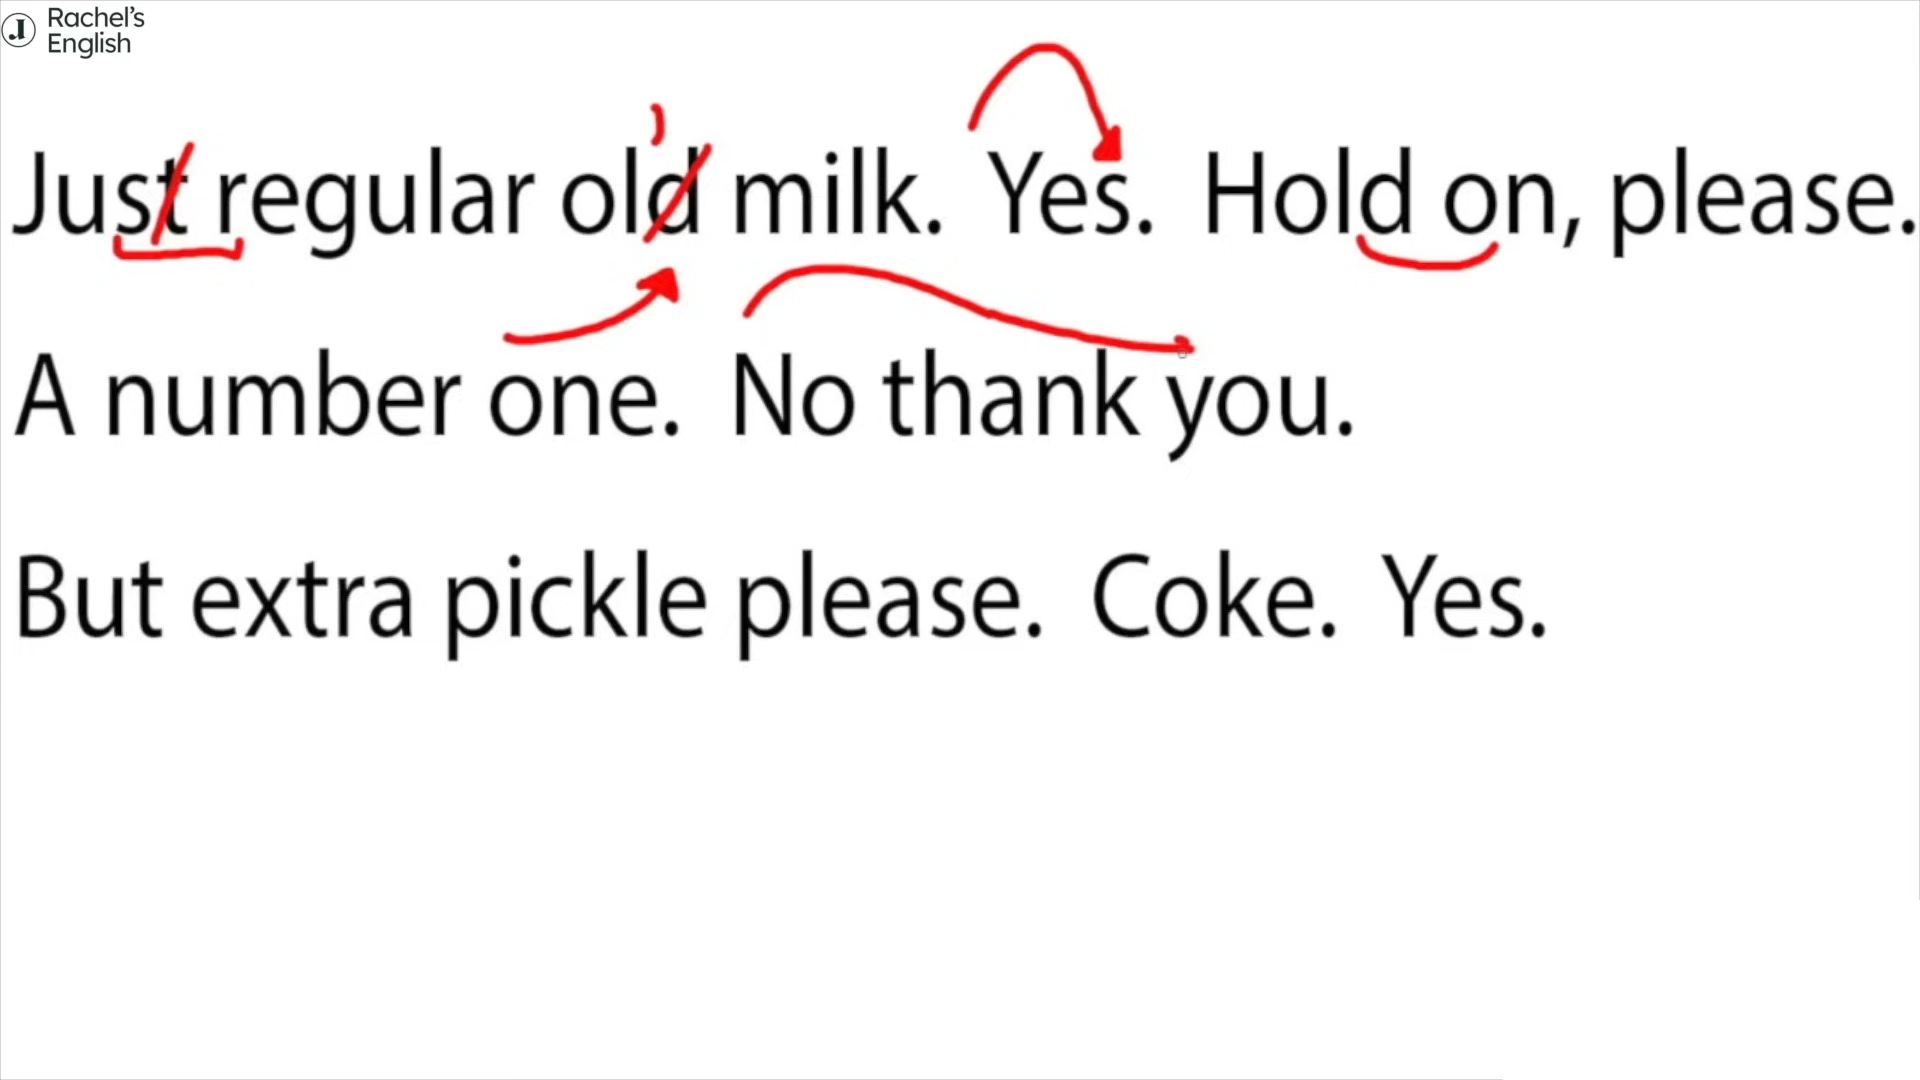 Rachel's
English
Just regular old milk. Yes. Hold on, please.
A number one. No thank you.
But extra pickle please. Coke. Yes.